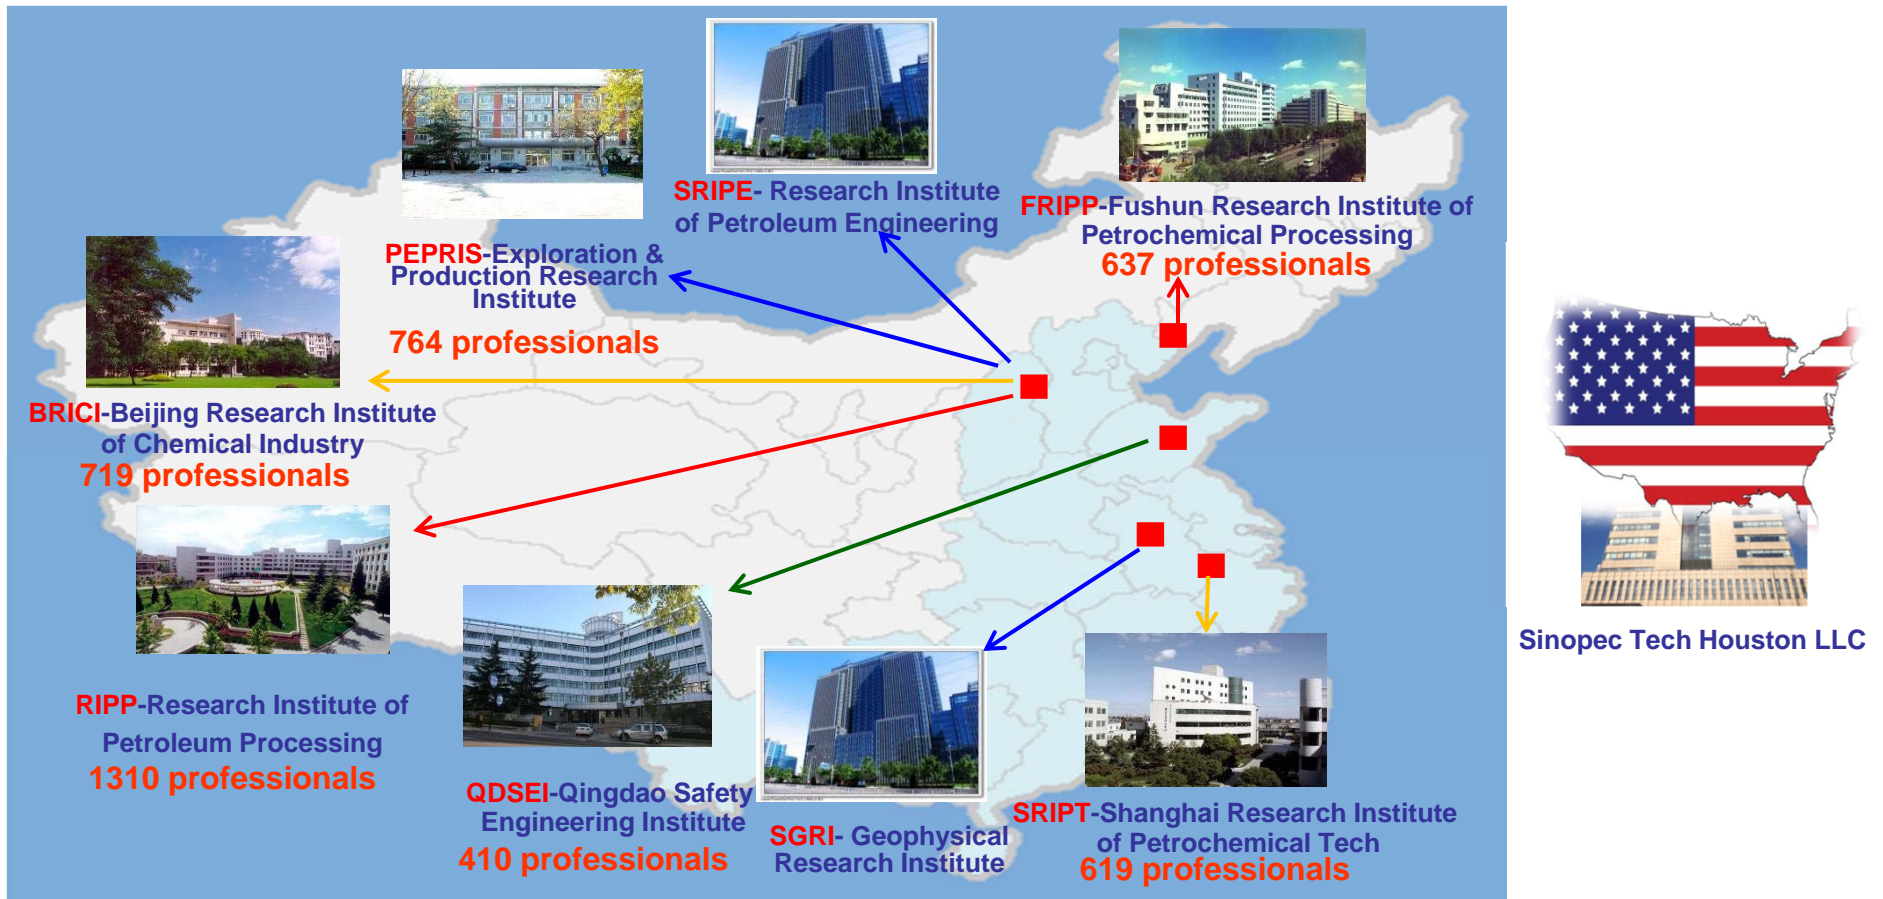 SRIPE- Research Institute
of Petroleum Engineering
FRIPP-Fushun Research Institute of
Petrochemical Processing
637 professionals
PEPRIS-Exploration &
Production Research
Institute
764 professionals
BRICI-Beijing Research Institute
of Chemical Industry
719 professionals
RIPP-Research Institute of
Petroleum Processing
1310 professionals
QDSEI-Qingdao Safety
Engineering Institute
410 professionals
SGRI- Geophysical
Research Institute
SRIPT-Shanghai Research Institute
of Petrochemical Tech
619 professionals
Sinopec Tech Houston LLC